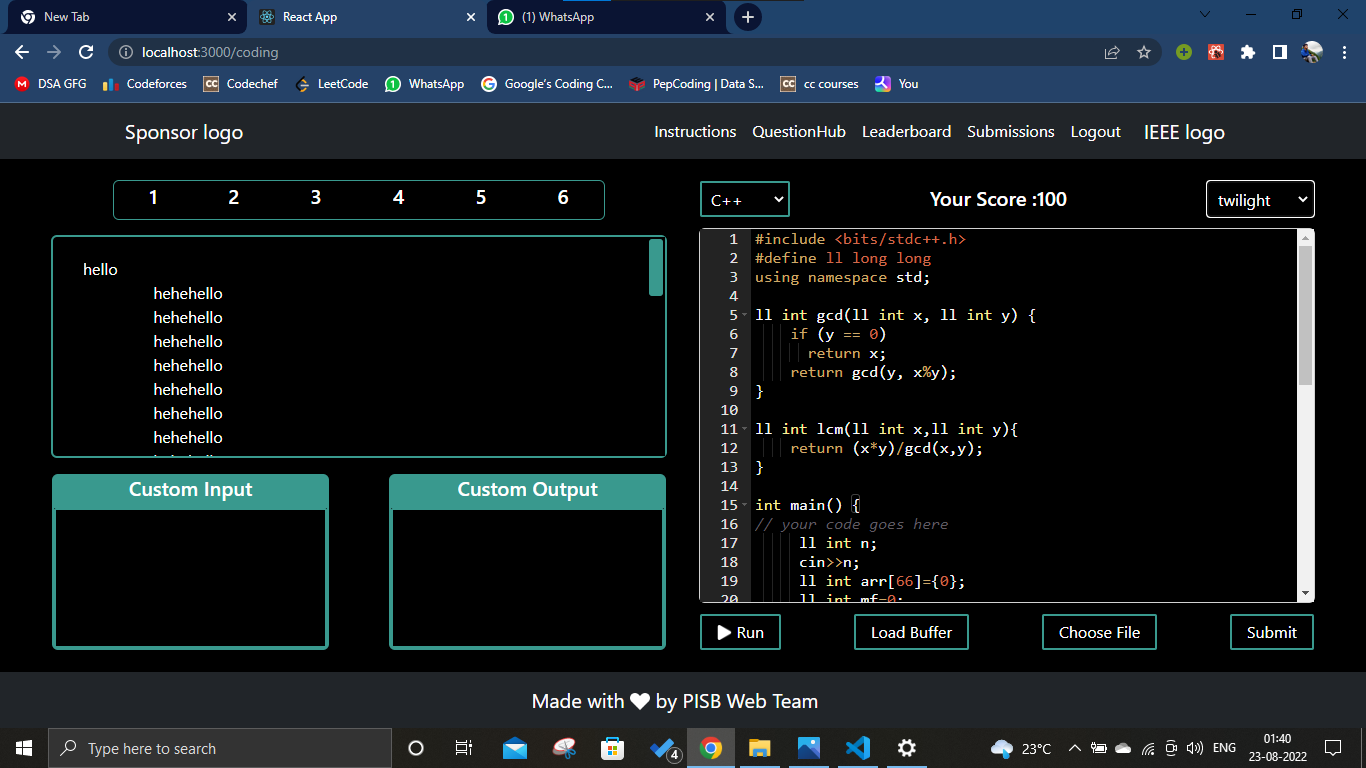 New Tab
React App
(1) WhatsApp
localhost:3000/coding
DSA GFG
Codeforces
Codechef
LeetCode
WhatsApp
Google's Coding C...
PepCoding | Data S...
cc courses
You
Sponsor logo
Instructions QuestionHub Leaderboard Submissions Logout IEEE logo
1 2 3 4 5 6
hello
hehehello
hehehello
hehehello
hehehello
hehehello
hehehello
hehehello
Custom Input
Custom Output
C++
Your Score :100
twilight
1 #include <bits/stdc++.h>
2 #define ll long long
3 using namespace std;
4
5 ll int gcd(ll int x, ll int y) {
6 if (y == 0)
7 return x;
8 return gcd(y, x%y);
9 }
10
11 ll int lcm(ll int x,ll int y){
12 return (x*y)/gcd(x,y);
13 }
14
15 int main() {
16 // your code goes here
17 ll int n;
18 cin>>n;
19 ll int arr[66]={0};
20 ll int mf=0;
Run
Load Buffer
Choose File
Submit
Made with ❤ by PISB Web Team
Type here to search
4
23°C
ENG
01:40
23-08-2022